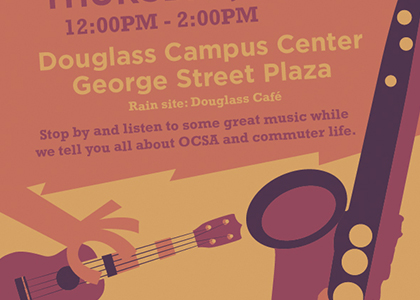 12:00PM - 2:00PM
Douglass Campus Center
George Street Plaza
Rain site: Douglass Café
Stop by and listen to some great music while
we tell you all about OCSA and commuter life.